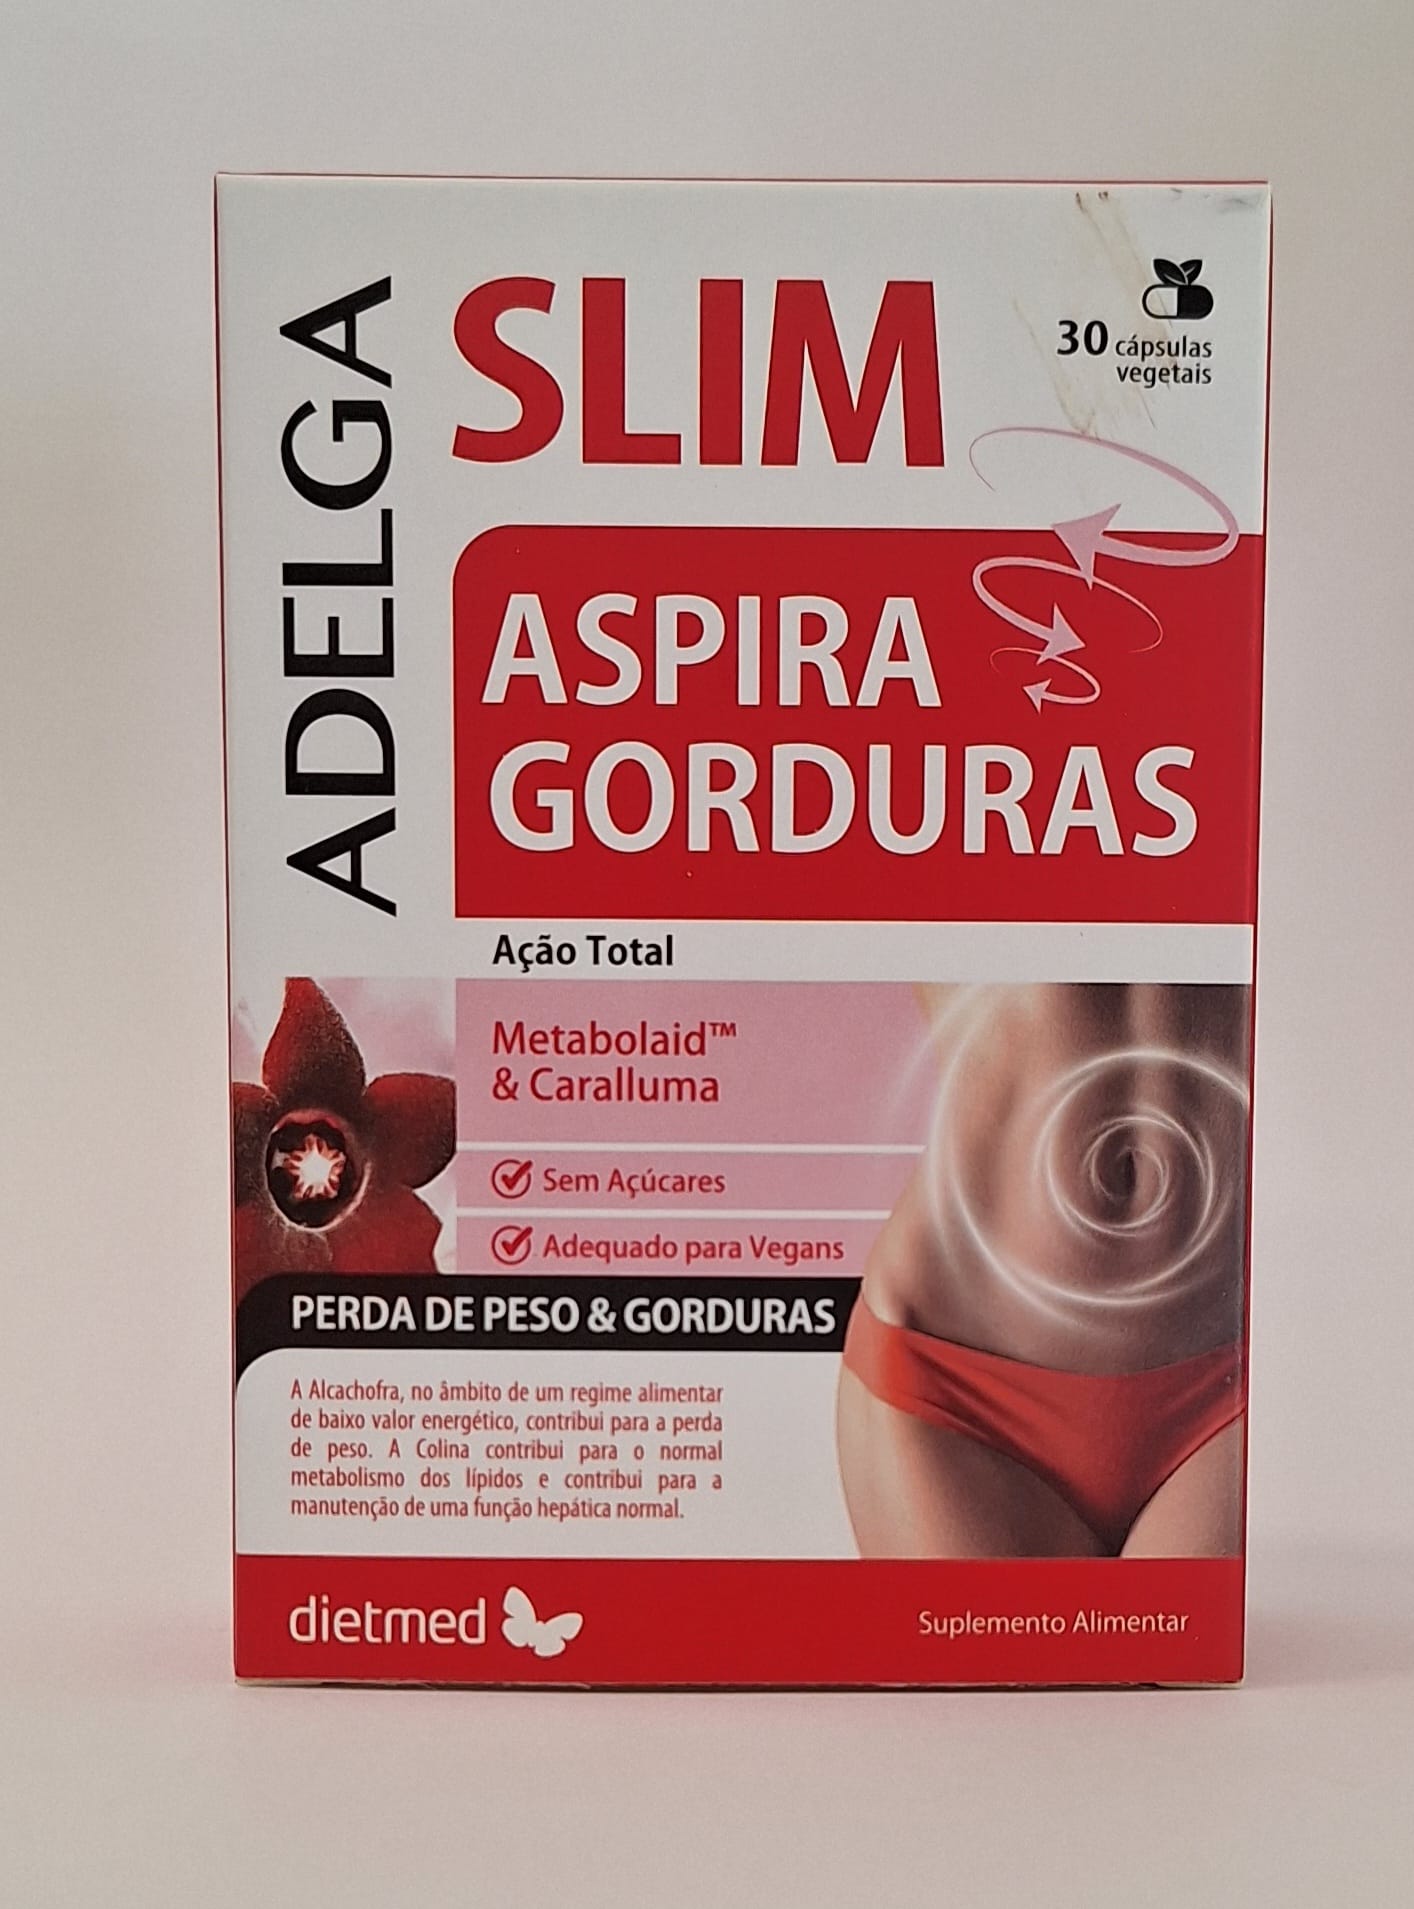 ADELGA
SLIM
30 cápsulas
vegetais
ASPIRA
GORDURAS
Ação Total
Metabolaid™
& Caralluma
Sem Açúcares
Adequado para Vegans
PERDA DE PESO & GORDURAS
A Alcachofra, no âmbito de um regime alimentar
de baixo valor energético, contribui para a perda
de peso. A Colina contribui para o normal
metabolismo dos lípidos e contribui para a
manutenção de uma função hepática normal.
dietmed
Suplemento Alimentar